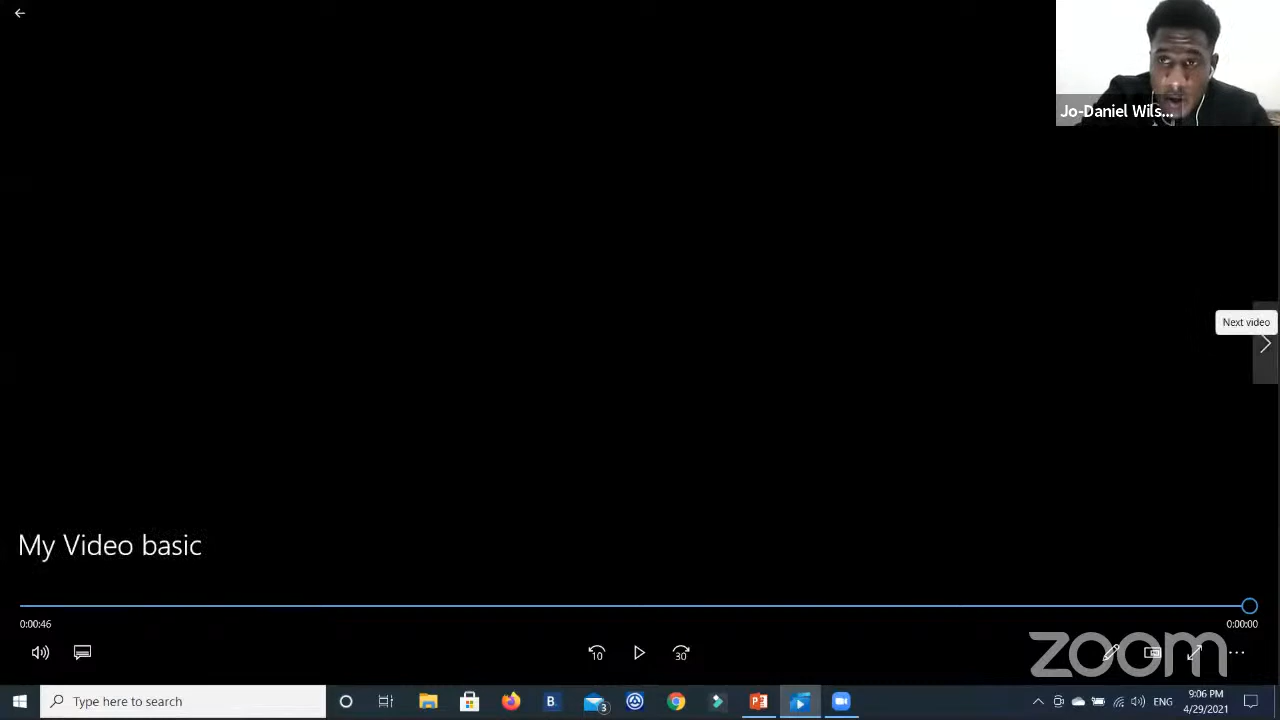 Jo-Daniel Wils...
Next video
My Video basic
0:00:46
0:00:00
10
30
zoom
Type here to search
B.
3
ENG
9:06 PM
4/29/2021